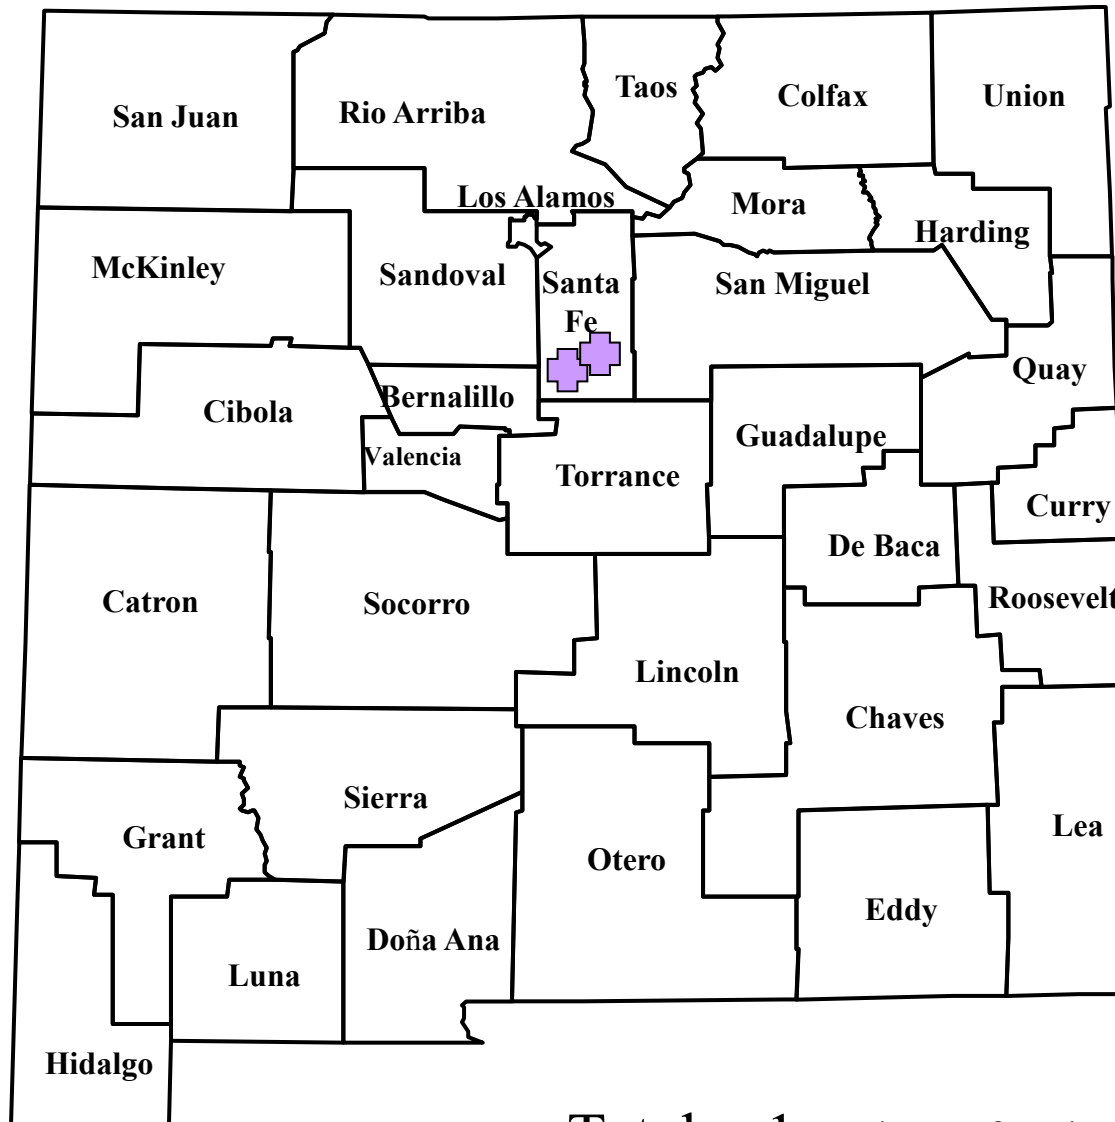 Taos
Colfax
Union
San Juan
Rio Arriba
Los Alamos
Mora
Harding
McKinley
Sandoval
Santa
Fe
San Miguel
Quay
Bernalillo
Cibola
Guadalupe
Valencia
Torrance
Curry
De Baca
Catron
Socorro
Roosevelt
Lincoln
Chaves
Sierra
Grant
Lea
Otero
Eddy
Doña Ana
Luna
Hidalgo